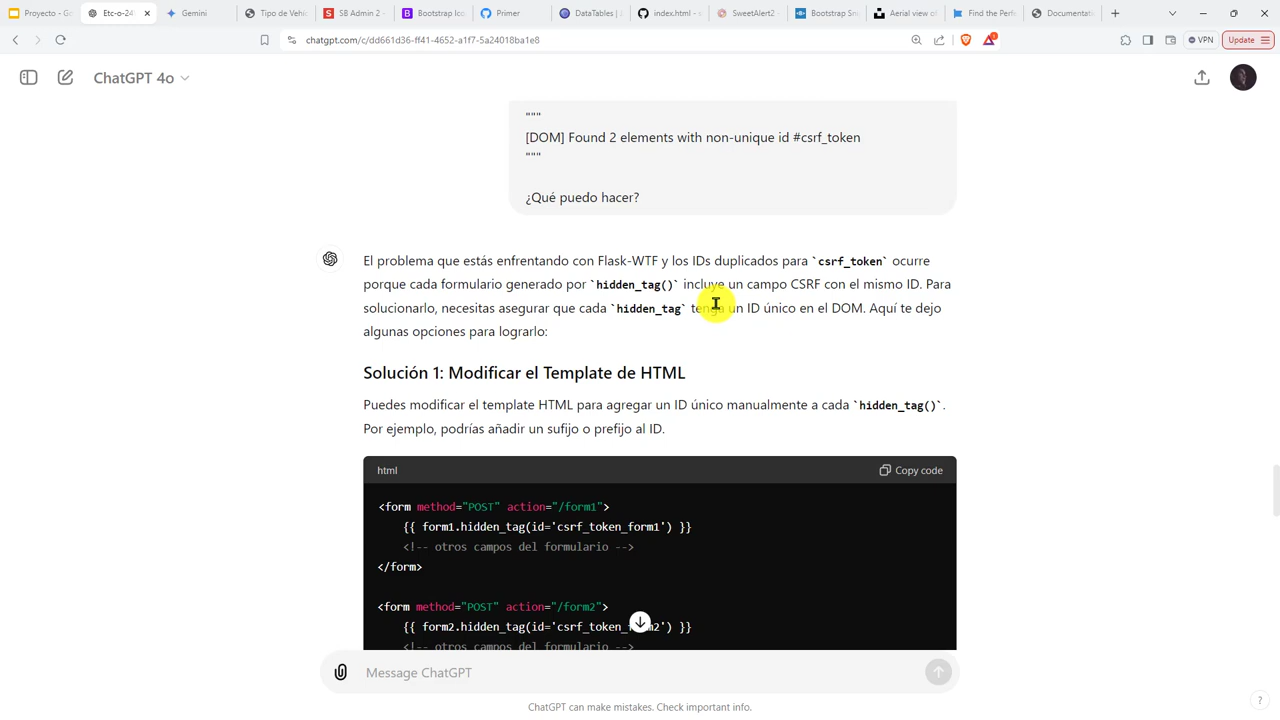 Proyecto - G
Etc-o-24
Gemini
Tipo de Vehi
SB Admin 2 -
Bootstrap Ico
Primer
DataTables | J
index.html - s
SweetAlert2 -
Bootstrap Sni
Aerial view of
Find the Perfe
Documentati
chatgpt.com/c/dd661d36-ff41-4652-a1f7-5a24018ba1e8
VPN
Update
ChatGPT 4o
"""
[DOM] Found 2 elements with non-unique id #csrf_token
"""
¿Qué puedo hacer?
El problema que estás enfrentando con Flask-WTF y los IDs duplicados para `csrf_token` ocurre
porque cada formulario generado por `hidden_tag()` incluye un campo CSRF con el mismo ID. Para
solucionarlo, necesitas asegurar que cada `hidden_tag` tenga un ID único en el DOM. Aquí te dejo
algunas opciones para lograrlo:
Solución 1: Modificar el Template de HTML
Puedes modificar el template HTML para agregar un ID único manualmente a cada `hidden_tag()`.
Por ejemplo, podrías añadir un sufijo o prefijo al ID.
html
Copy code
<form method="POST" action="/form1">
{{ form1.hidden_tag(id='csrf_token_form1') }}
<!-- otros campos del formulario -->
</form>
<form method="POST" action="/form2">
{{ form2.hidden_tag(id='csrf_token_form2') }}
<!-- otros campos del formulario -->
Message ChatGPT
ChatGPT can make mistakes. Check important info.
?